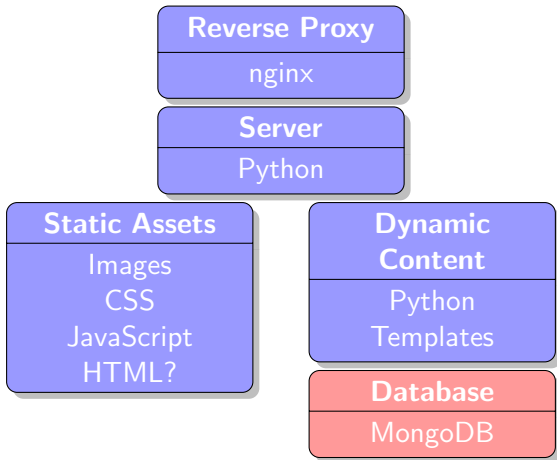 Reverse Proxy
nginx
Server
Python
Static Assets
Images
CSS
JavaScript
HTML?
Dynamic
Content
Python
Templates
Database
MongoDB